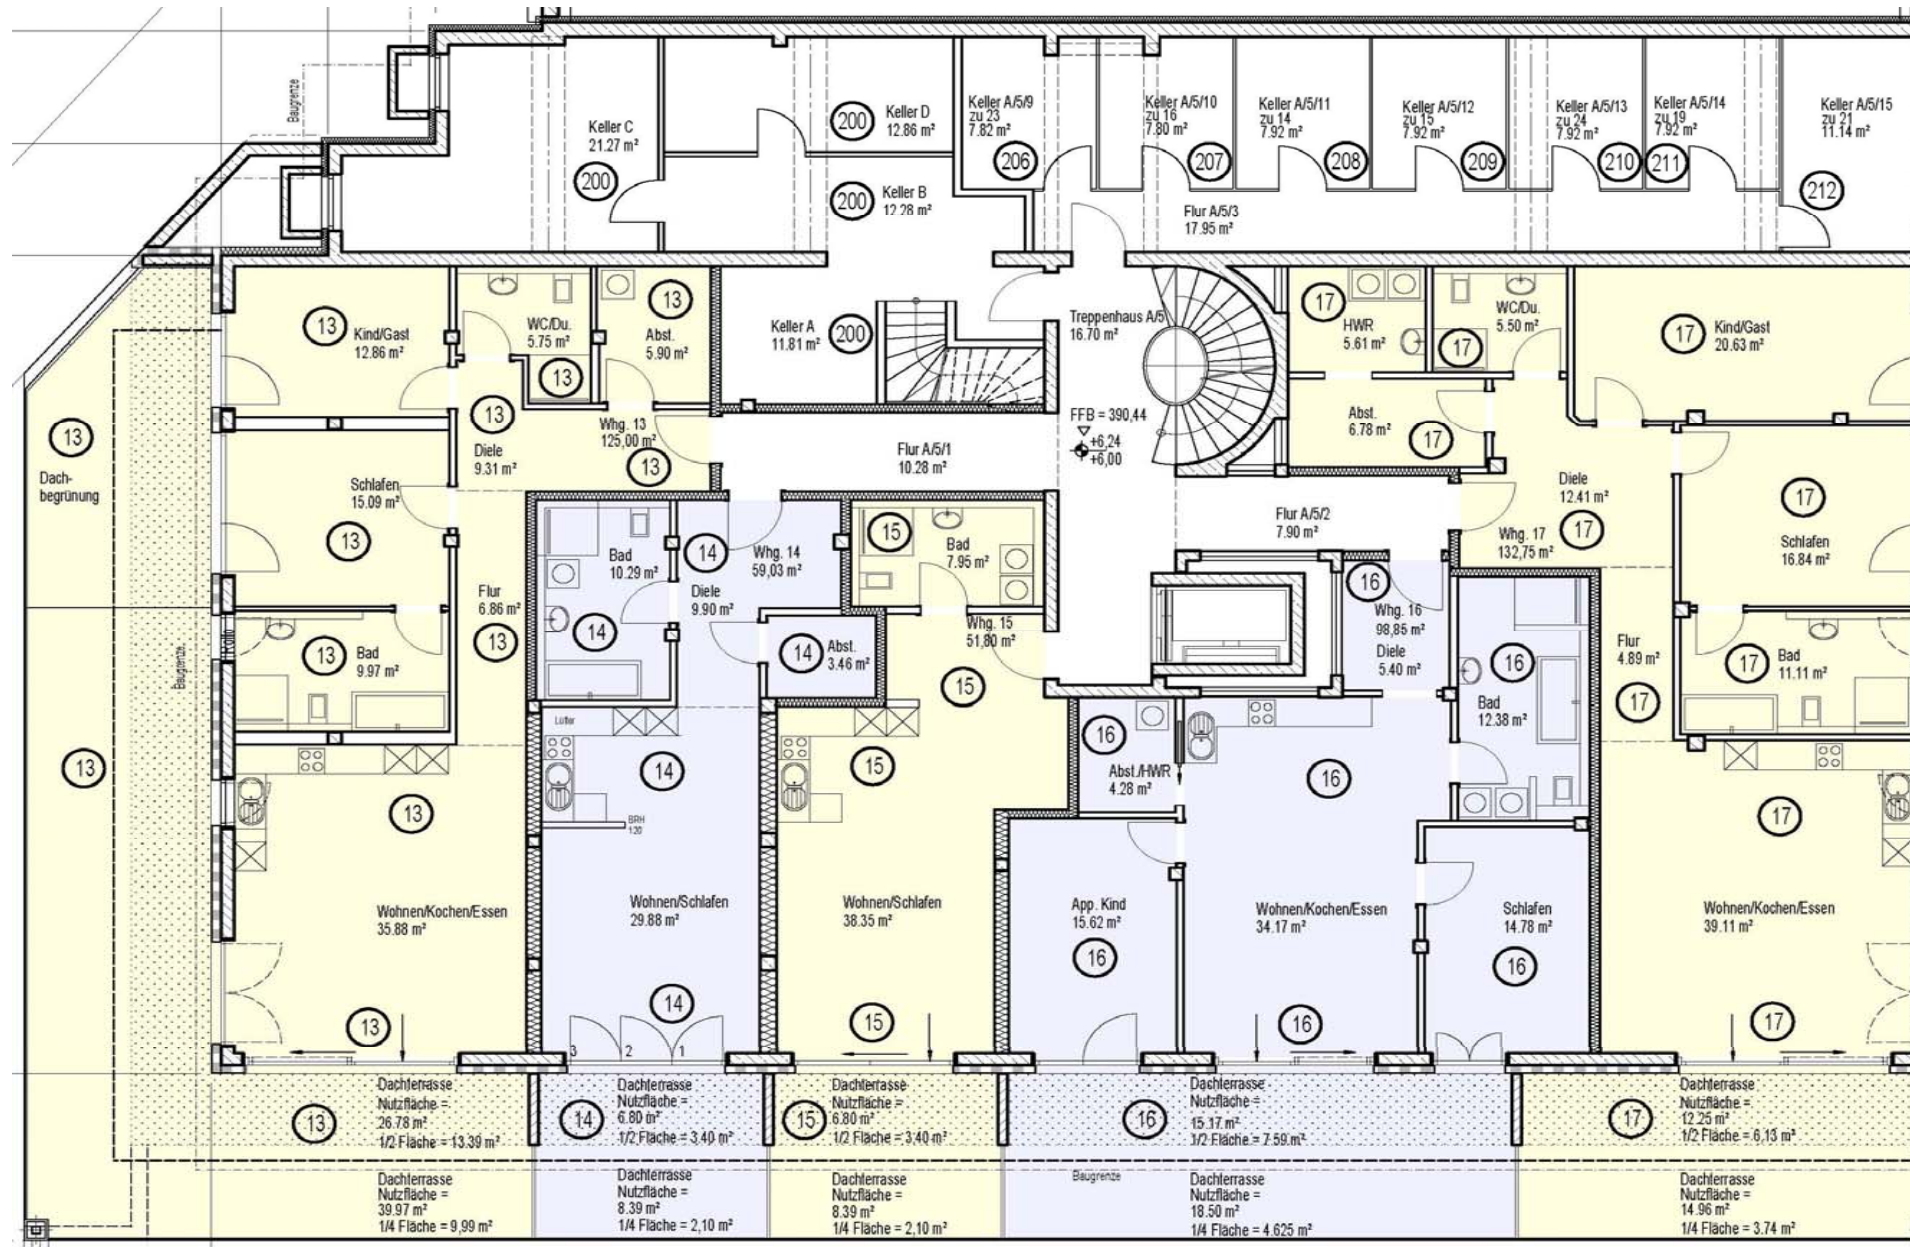 Baugrenze
Keller C
21.27 m²
200
200
Keller D
12.86 m²
200
Keller B
12.28 m²
Keller A/5/9
zu 23
7.82 m²
206
Keller A/5/10
zu 16
7.80 m²
207
Keller A/5/11
zu 14
7.92 m²
208
Keller A/5/12
zu 15
7.92 m²
209
Keller A/5/13
zu 24
7.92 m²
210
Keller A/5/14
zu 19
7.92 m²
211
Keller A/5/15
zu 21
11.14 m²
212
Flur A/5/3
17.95 m²
13
Kind/Gast
12.86 m²
WC/Du.
5.75 m²
13
13
Abst.
5.90 m²
Keller A
11.81 m²
200
Treppenhaus A/5
16.70 m²
17
HWR
5.61 m²
WC/Du.
5.50 m²
17
17
Kind/Gast
20.63 m²
13
Dach-
begrünung
13
Diele
9.31 m²
Whg. 13
125,00 m²
13
Flur A/5/1
10.28 m²
FFB = 390,44
+6,24
+6,00
Abst.
6.78 m²
17
Schlafen
15.09 m²
13
Diele
12.41 m²
17
Whg. 17
132,75 m²
17
Schlafen
16.84 m²
Flur A/5/2
7.90 m²
Bad
10.29 m²
14
14
Whg. 14
59,03 m²
Diele
9.90 m²
15
Bad
7.95 m²
16
Whg. 16
98,85 m²
Diele
5.40 m²
Flur
6.86 m²
13
13
Bad
9.97 m²
14
Abst.
3.46 m²
Whg. 15
51,80 m²
15
16
Bad
12.38 m²
Flur
4.89 m²
17
17
Bad
11.11 m²
Baugrenze
13
Lüfter
14
15
16
Abst./HWR
4.28 m²
16
13
BRH
1.20
17
Wohnen/Kochen/Essen
35.88 m²
Wohnen/Schlafen
29.88 m²
Wohnen/Schlafen
38.35 m²
App. Kind
15.62 m²
16
Wohnen/Kochen/Essen
34.17 m²
Schlafen
14.78 m²
16
Wohnen/Kochen/Essen
39.11 m²
13
14
3
2
1
15
16
17
13
Dachterrasse
Nutzfläche =
26.78 m²
1/2 Fläche = 13.39 m²
14
Dachterrasse
Nutzfläche =
6.80 m²
1/2 Fläche = 3.40 m²
15
Dachterrasse
Nutzfläche =
6.80 m²
1/2 Fläche = 3.40 m²
16
Dachterrasse
Nutzfläche =
15.17 m²
1/2 Fläche = 7.59 m²
17
Dachterrasse
Nutzfläche =
12.25 m²
1/2 Fläche = 6,13 m²
Dachterrasse
Nutzfläche =
39.97 m²
1/4 Fläche = 9,99 m²
Dachterrasse
Nutzfläche =
8.39 m²
1/4 Fläche = 2,10 m²
Dachterrasse
Nutzfläche =
8.39 m²
1/4 Fläche = 2,10 m²
Baugrenze
Dachterrasse
Nutzfläche =
18.50 m²
1/4 Fläche = 4.625 m²
Dachterrasse
Nutzfläche =
14.96 m²
1/4 Fläche = 3.74 m²